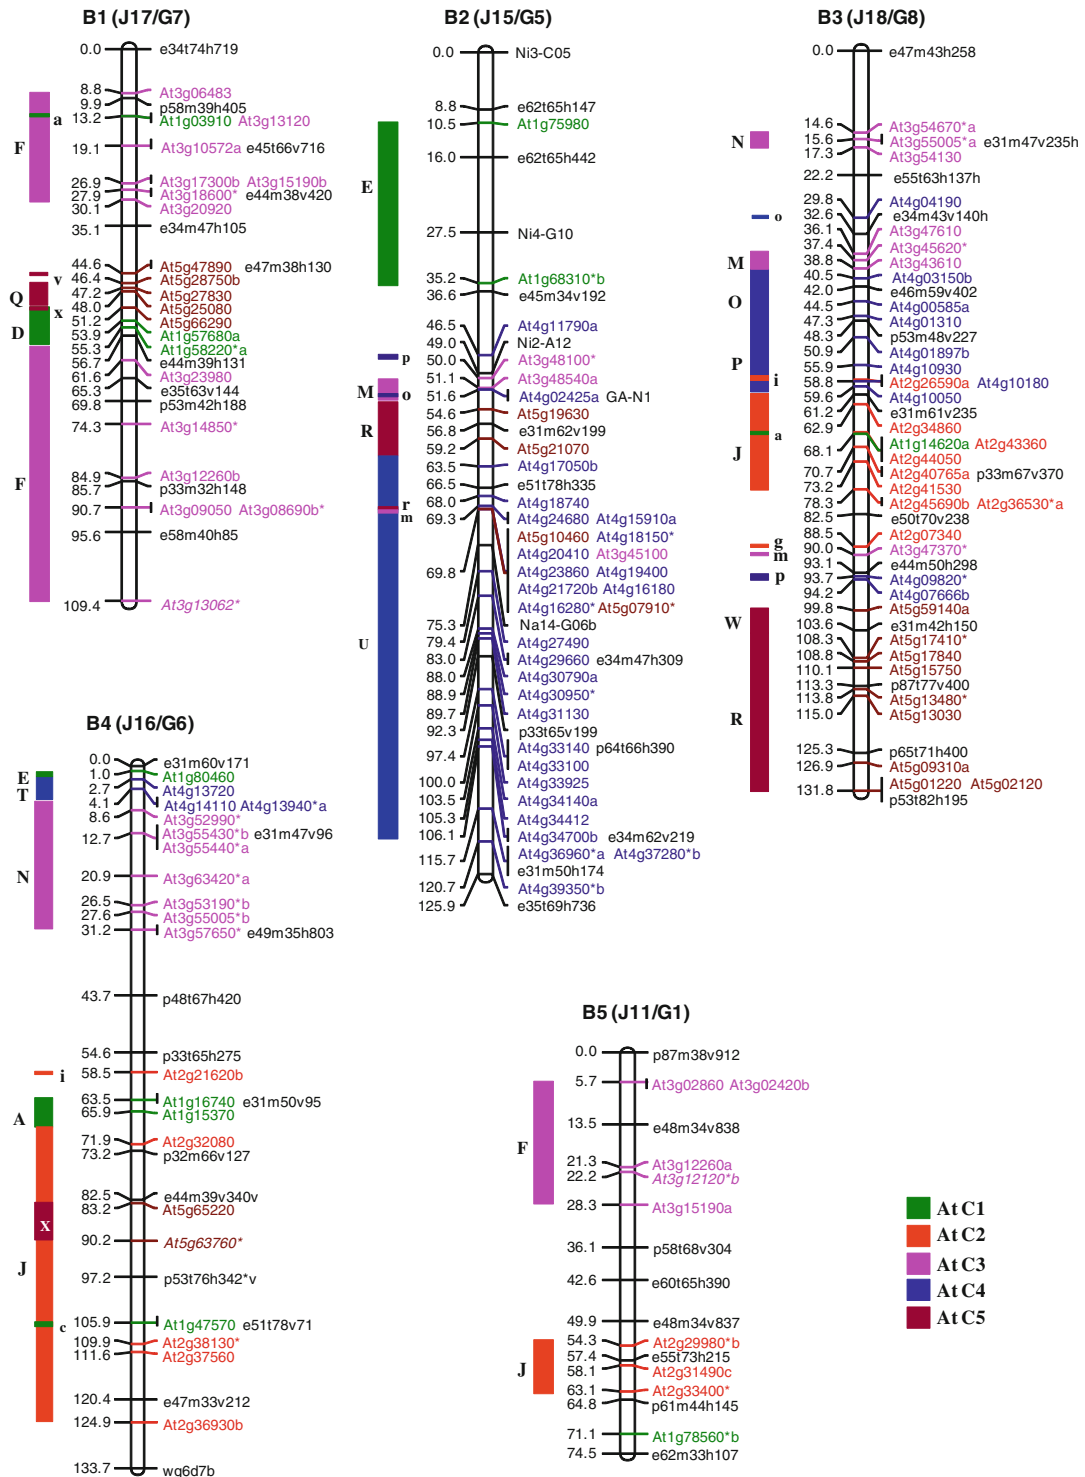 B1 (J17/G7)
0.0 e34t74h719
8.8 At3g06483
9.9 p58m39h405
13.2 At1g03910 At3g13120
a
F
19.1 At3g10572a e45t66v716
26.9 At3g17300b At3g15190b
27.9 At3g18600* e44m38v420
30.1 At3g20920
35.1 e34m47h105
44.6 At5g47890 e47m38h130
v
46.4 At5g28750b
47.2 At5g27830
Q
48.0 At5g25080
x
51.2 At5g66290
D
53.9 At1g57680a
55.3 At1g58220*a
56.7 e44m39h131
61.6 At3g23980
65.3 e35t63v144
69.8 p53m42h188
74.3 At3g14850*
F
84.9 At3g12260b
85.7 p33m32h148
90.7 At3g09050 At3g08690b*
95.6 e58m40h85
109.4 At3g13062*
B2 (J15/G5)
0.0 Ni3-C05
8.8 e62t65h147
10.5 At1g75980
16.0 e62t65h442
E
27.5 Ni4-G10
35.2 At1g68310*b
36.6 e45m34v192
46.5 At4g11790a
49.0 Ni2-A12
p
50.0 At3g48100*
51.1 At3g48540a
M o
51.6 At4g02425a GA-N1
54.6 At5g19630
R
56.8 e31m62v199
59.2 At5g21070
63.5 At4g17050b
66.5 e51t78h335
68.0 At4g18740
r
m
69.3 At4g24680 At4g15910a
At5g10460 At4g18150*
At4g20410 At3g45100
69.8 At4g23860 At4g19400
At4g21720b At4g16180
At4g16280* At5g07910*
75.3 Na14-G06b
79.4 At4g27490
U
83.0 At4g29660 e34m47h309
88.0 At4g30790a
88.9 At4g30950*
89.7 At4g31130
92.3 p33t65v199
97.4 At4g33140 p64t66h390
At4g33100
100.0 At4g33925
103.5 At4g34140a
105.3 At4g34412
106.1 At4g34700b e34m62v219
115.7 At4g36960*a At4g37280*b
e31m50h174
120.7 At4g39350*b
125.9 e35t69h736
B3 (J18/G8)
0.0 e47m43h258
14.6 At3g54670*a
N
15.6 At3g55005*a e31m47v235h
17.3 At3g54130
22.2 e55t63h137h
29.8 At4g04190
o
32.6 e34m43v140h
36.1 At3g47610
37.4 At3g45620*
M
38.8 At3g43610
40.5 At4g03150b
42.0 e46m59v402
O
44.5 At4g00585a
47.3 At4g01310
48.3 p53m48v227
50.9 At4g01897b
P
55.9 At4g10930
i
58.8 At2g26590a At4g10180
59.6 At4g10050
61.2 e31m61v235
62.9 At2g34860
a
68.1 At1g14620a At2g43360
At2g44050
J
70.7 At2g40765a p33m67v370
73.2 At2g41530
78.3 At2g45690b At2g36530*a
82.5 e50t70v238
88.5 At2g07340
g
90.0 At3g47370*
m
93.1 e44m50h298
p
93.7 At4g09820*
94.2 At4g07666b
99.8 At5g59140a
W
103.6 e31m42h150
108.3 At5g17410*
108.8 At5g17840
110.1 At5g15750
113.3 p87t77v400
113.8 At5g13480*
R
115.0 At5g13030
125.3 p65t71h400
126.9 At5g09310a
131.8 At5g01220 At5g02120
p53t82h195
B4 (J16/G6)
0.0 e31m60v171
E
1.0 At1g80460
T
2.7 At4g13720
4.1 At4g14110 At4g13940*a
8.6 At3g52990*
12.7 At3g55430*b e31m47v96
At3g55440*a
N
20.9 At3g63420*a
26.5 At3g53190*b
27.6 At3g55005*b
31.2 At3g57650* e49m35h803
43.7 p48t67h420
54.6 p33t65h275
i
58.5 At2g21620b
63.5 At1g16740 e31m50v95
A
65.9 At1g15370
71.9 At2g32080
73.2 p32m66v127
82.5 e44m39v340v
83.2 At5g65220
X
90.2 At5g63760*
J
97.2 p53t76h342*v
c
105.9 At1g47570 e51t78v71
109.9 At2g38130*
111.6 At2g37560
120.4 e47m33v212
124.9 At2g36930b
133.7 wg6d7b
B5 (J11/G1)
0.0 p87m38v912
5.7 At3g02860 At3g02420b
13.5 e48m34v838
F
21.3 At3g12260a
22.2 At3g12120*b
28.3 At3g15190a
36.1 p58t68v304
42.6 e60t65h390
49.9 e48m34v837
54.3 At2g29980*b
57.4 e55t73h215
J
58.1 At2g31490c
63.1 At2g33400*
64.8 p61m44h145
71.1 At1g78560*b
74.5 e62m33h107
At C1
At C2
At C3
At C4
At C5